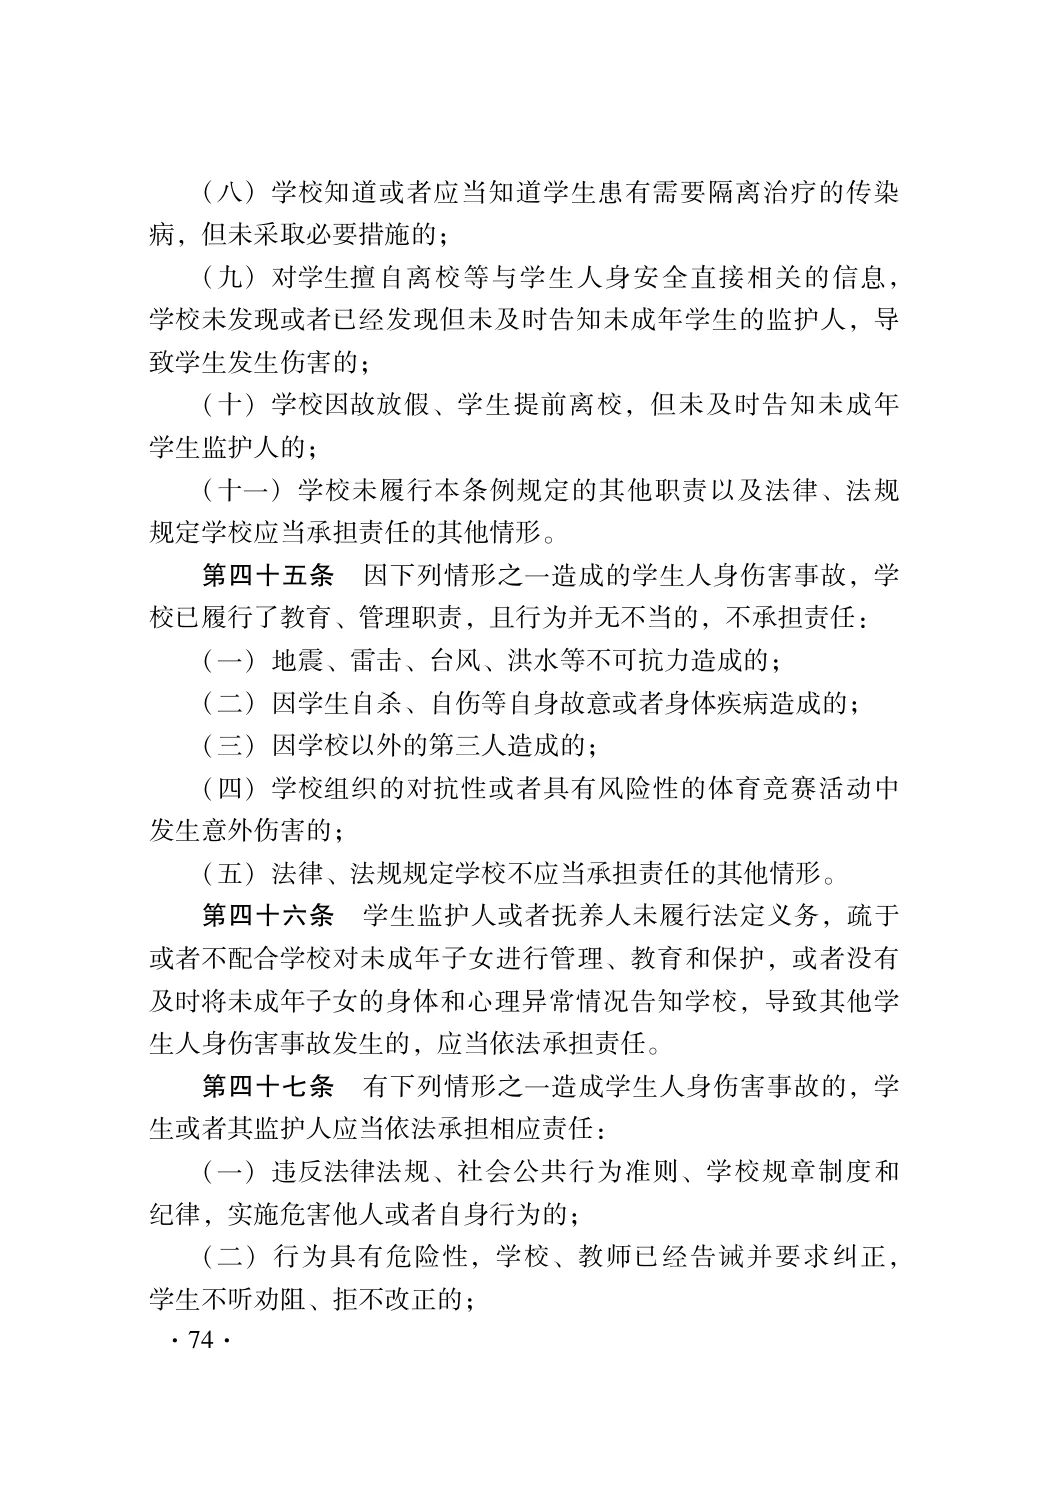 （八）学校知道或者应当知道学生患有需要隔离治疗的传染
病，但未采取必要措施的；
（九）对学生擅自离校等与学生人身安全直接相关的信息，
学校未发现或者已经发现但未及时告知未成年学生的监护人，导
致学生发生伤害的；
（十）学校因故放假、学生提前离校，但未及时告知未成年
学生监护人的；
（十一）学校未履行本条例规定的其他职责以及法律、法规
规定学校应当承担责任的其他情形。
第四十五条　因下列情形之一造成的学生人身伤害事故，学
校已履行了教育、管理职责，且行为并无不当的，不承担责任：
（一）地震、雷击、台风、洪水等不可抗力造成的；
（二）因学生自杀、自伤等自身故意或者身体疾病造成的；
（三）因学校以外的第三人造成的；
（四）学校组织的对抗性或者具有风险性的体育竞赛活动中
发生意外伤害的；
（五）法律、法规规定学校不应当承担责任的其他情形。
第四十六条　学生监护人或者抚养人未履行法定义务，疏于
或者不配合学校对未成年子女进行管理、教育和保护，或者没有
及时将未成年子女的身体和心理异常情况告知学校，导致其他学
生人身伤害事故发生的，应当依法承担责任。
第四十七条　有下列情形之一造成学生人身伤害事故的，学
生或者其监护人应当依法承担相应责任：
（一）违反法律法规、社会公共行为准则、学校规章制度和
纪律，实施危害他人或者自身行为的；
（二）行为具有危险性，学校、教师已经告诫并要求纠正，
学生不听劝阻、拒不改正的；
·74·